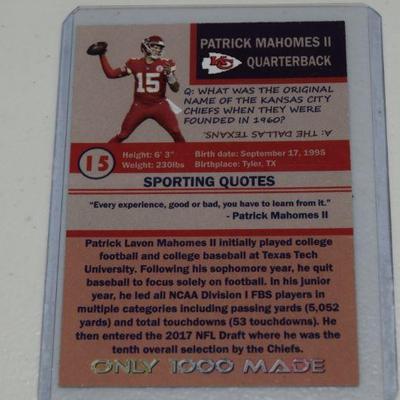 PATRICK MAHOMES II
QUARTERBACK
KC
15
Q: WHAT WAS THE ORIGINAL
NAME OF THE KANSAS CITY
CHIEFS WHEN THEY WERE
FOUNDED IN 1960?
A: THE DALLAS TEXANS.
15
Height: 6' 3"
Weight: 230lbs
Birth date: September 17, 1995
Birthplace: Tyler, TX
SPORTING QUOTES
"Every experience, good or bad, you have to learn from it."
- Patrick Mahomes II
Patrick Lavon Mahomes II initially played college
football and college baseball at Texas Tech
University. Following his sophomore year, he quit
baseball to focus solely on football. In his junior
year, he led all NCAA Division I FBS players in
multiple categories including passing yards (5,052
yards) and total touchdowns (53 touchdowns). He
then entered the 2017 NFL Draft where he was the
tenth overall selection by the Chiefs.
ONLY 1000 MADE